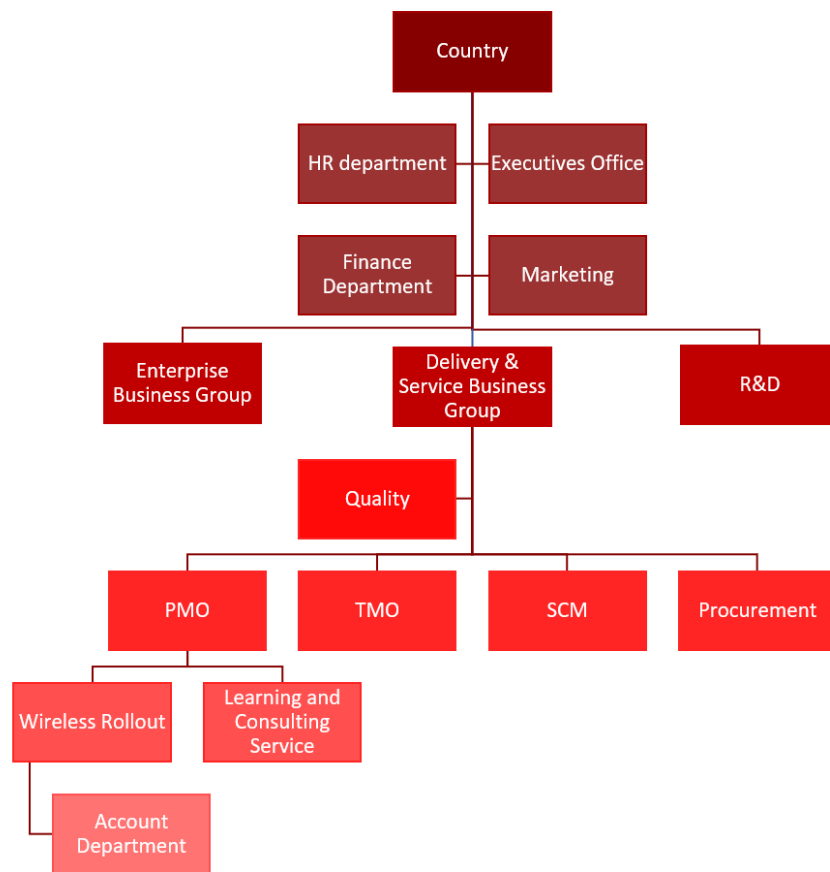 Country
HR department
Executives Office
Finance
Department
Marketing
Enterprise
Business Group
Delivery &
Service Business
Group
R&D
Quality
PMO
TMO
SCM
Procurement
Wireless Rollout
Learning and
Consulting
Service
Account
Department